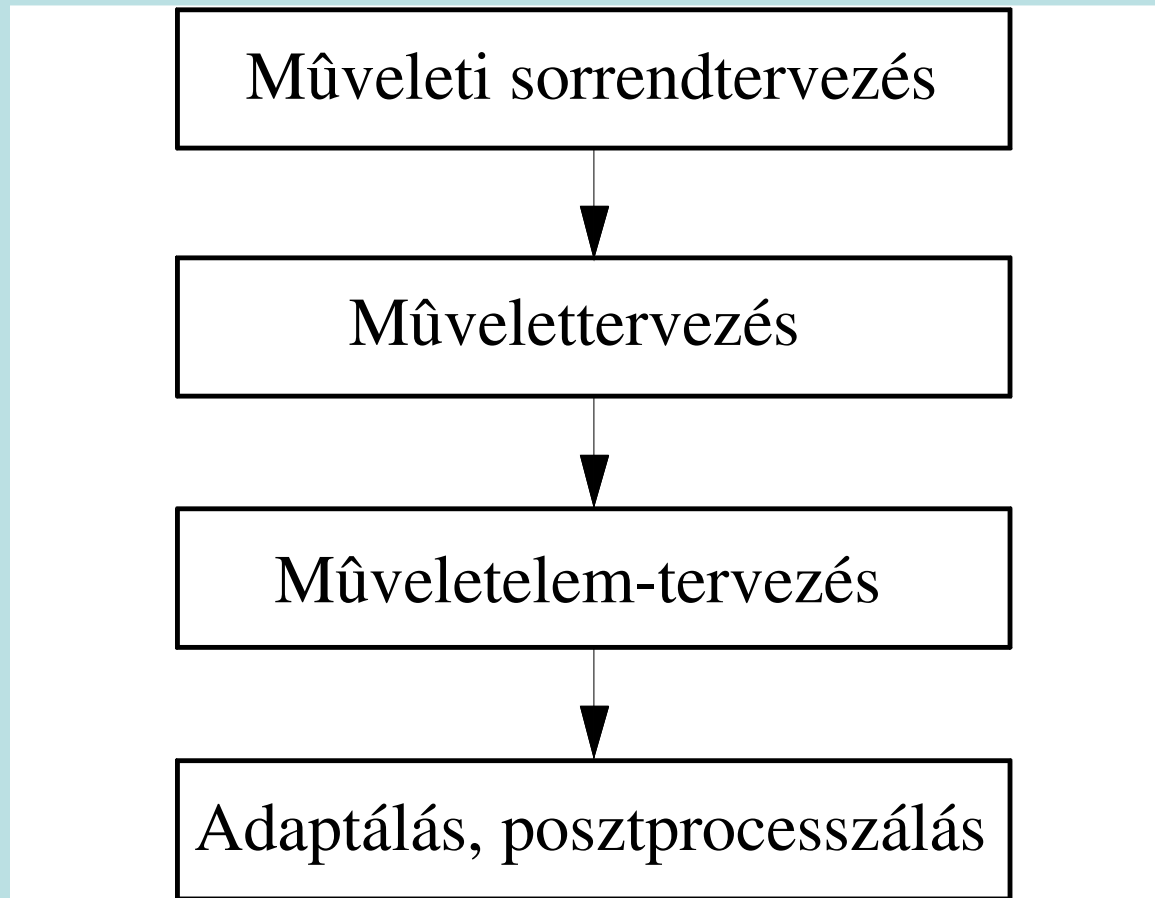 Mûveleti sorrendtervezés
Mûvelettervezés
Mûveletelem-tervezés
Adaptálás, posztprocesszálás